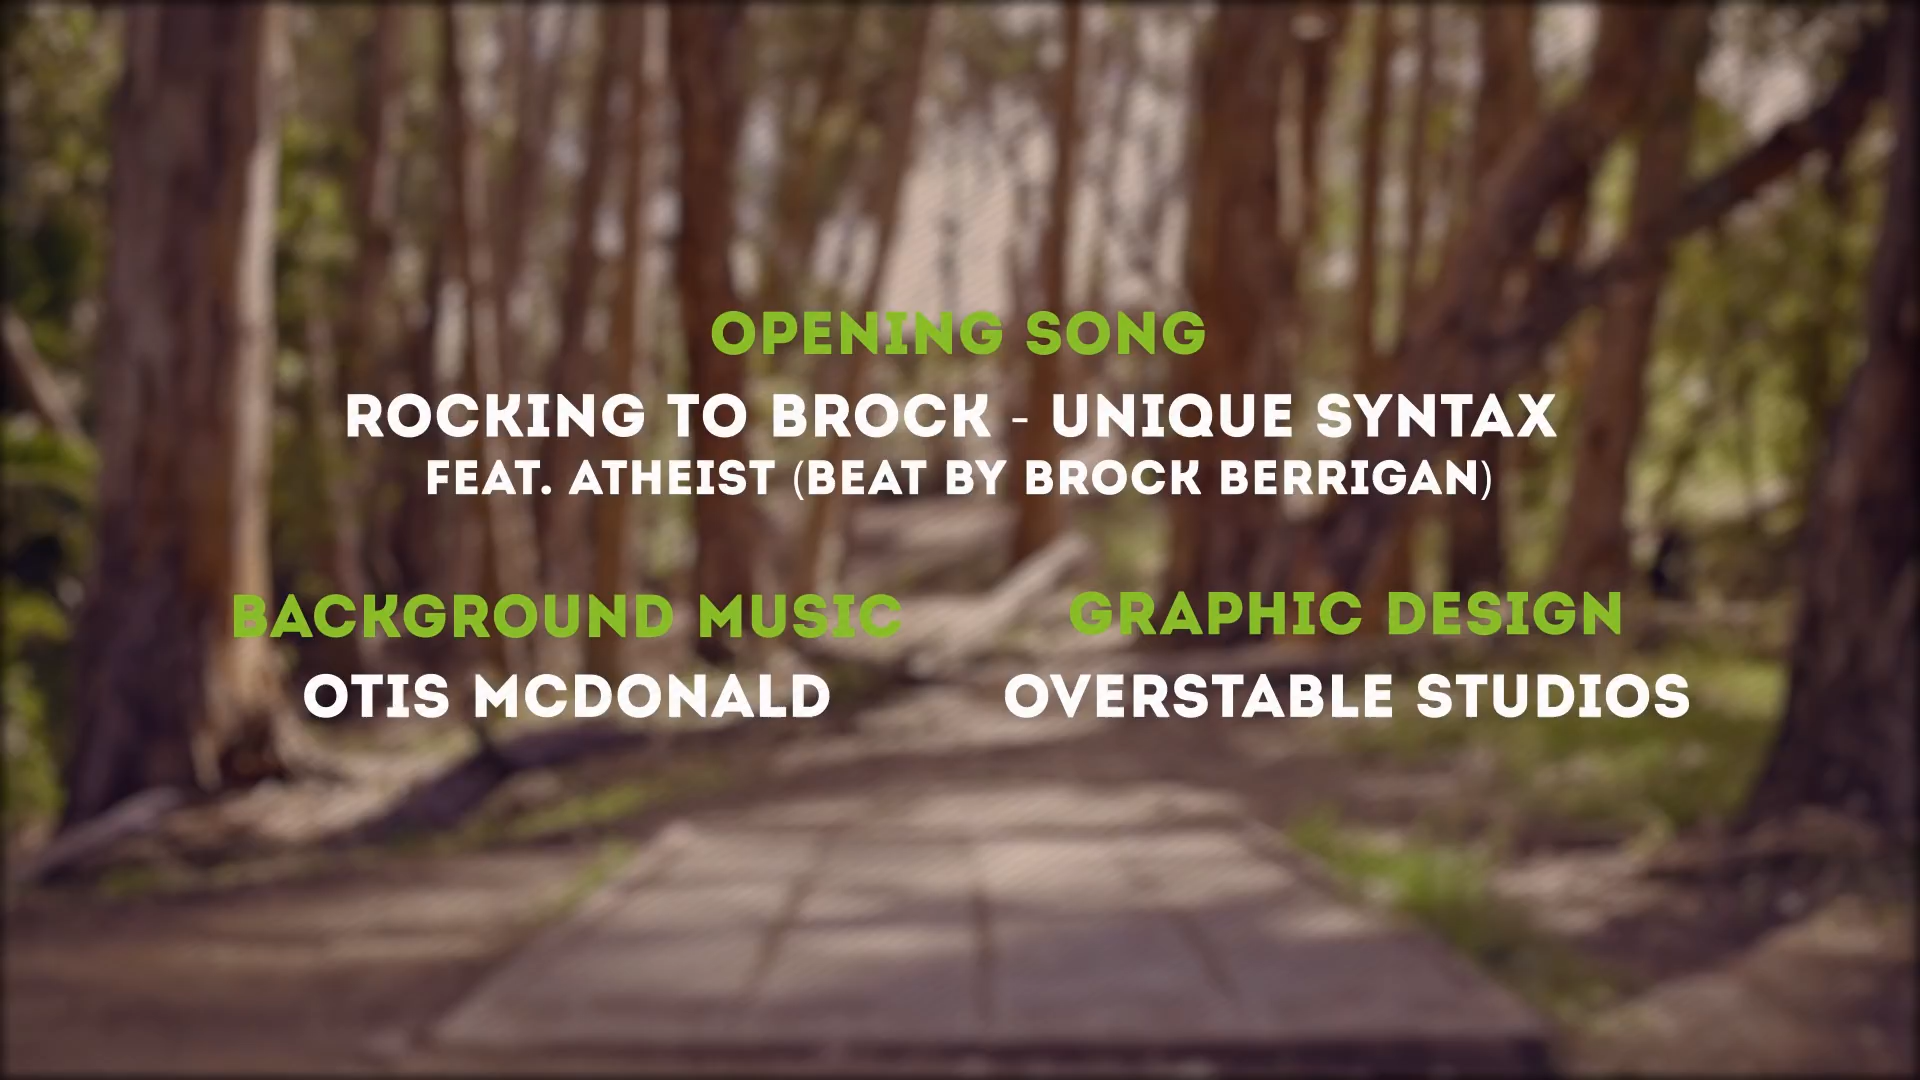 OPENING SONG
ROCKING TO BROCK - UNIQUE SYNTAX
FEAT. ATHEIST (BEAT BY BROCK BERRIGAN)
BACKGROUND MUSIC
OTIS MCDONALD
GRAPHIC DESIGN
OVERSTABLE STUDIOS